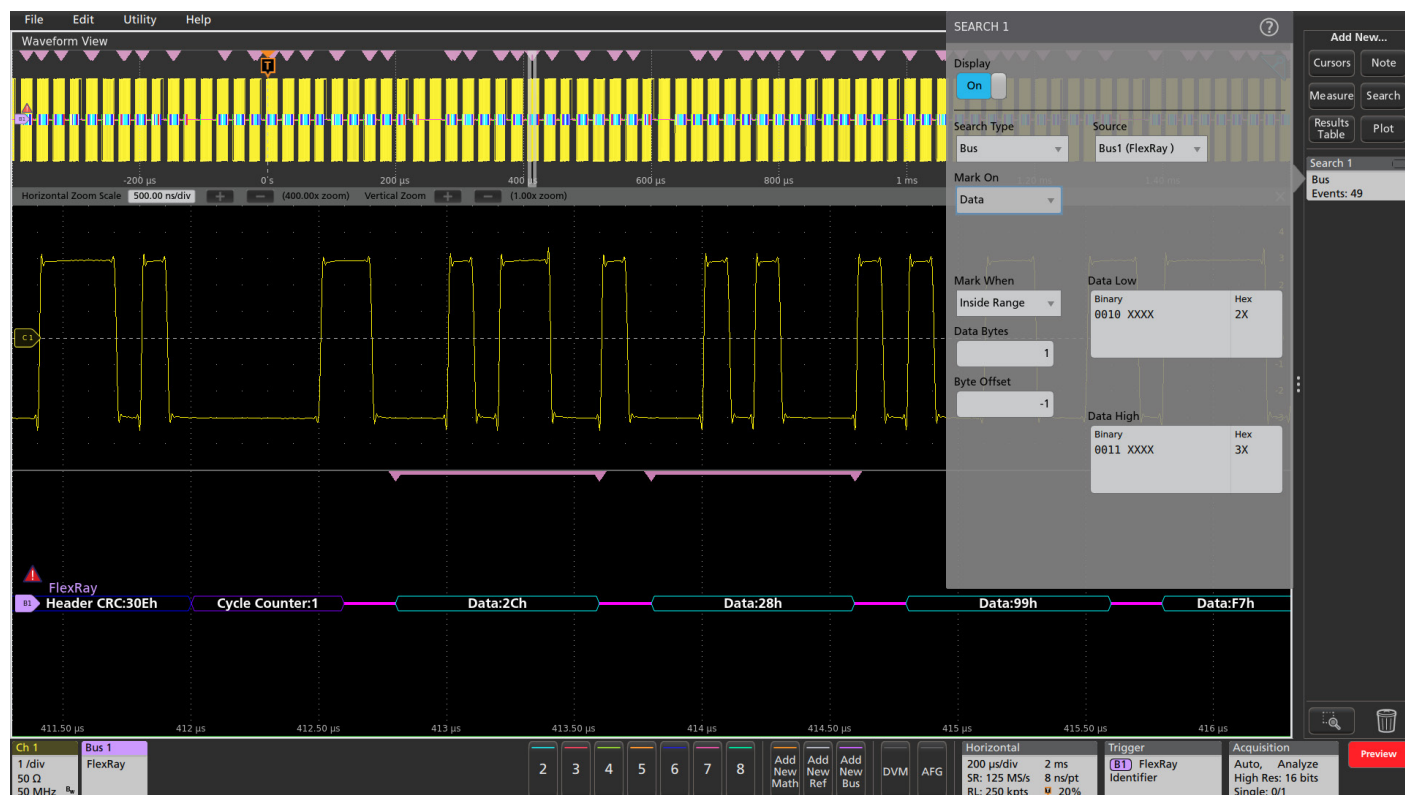 File Edit Utility Help
Waveform View
T
B1
-200 µs 0 s 200 µs 400 µs 600 µs 800 µs 1 ms
Horizontal Zoom Scale 500.00 ns/div + − (400.00x zoom) Vertical Zoom + − (1.00x zoom)
C 1
FlexRay
B1 Header CRC:30Eh Cycle Counter:1 Data:2Ch Data:28h Data:99h Data:F7h
411.50 µs 412 µs 412.50 µs 413 µs 413.50 µs 414 µs 414.50 µs 415 µs 415.50 µs 416 µs
SEARCH 1 ?
Display
On
Search Type Source
Bus Bus1 (FlexRay )
Mark On
Data
Mark When Data Low
Inside Range Binary Hex
0010 XXXX 2X
Data Bytes
1
Byte Offset
-1
Data High
Binary Hex
0011 XXXX 3X
Add New...
Cursors Note
Measure Search
Results Table Plot
Search 1
Bus
Events: 49
Ch 1
1 /div
50 Ω
50 MHz
Bus 1
FlexRay
2 3 4 5 6 7 8
Add New Math
Add New Ref
Add New Bus
DVM AFG
Horizontal
200 µs/div 2 ms
SR: 125 MS/s 8 ns/pt
RL: 250 kpts 20%
Trigger
B1 FlexRay
Identifier
Acquisition
Auto, Analyze
High Res: 16 bits
Single: 0/1
Preview